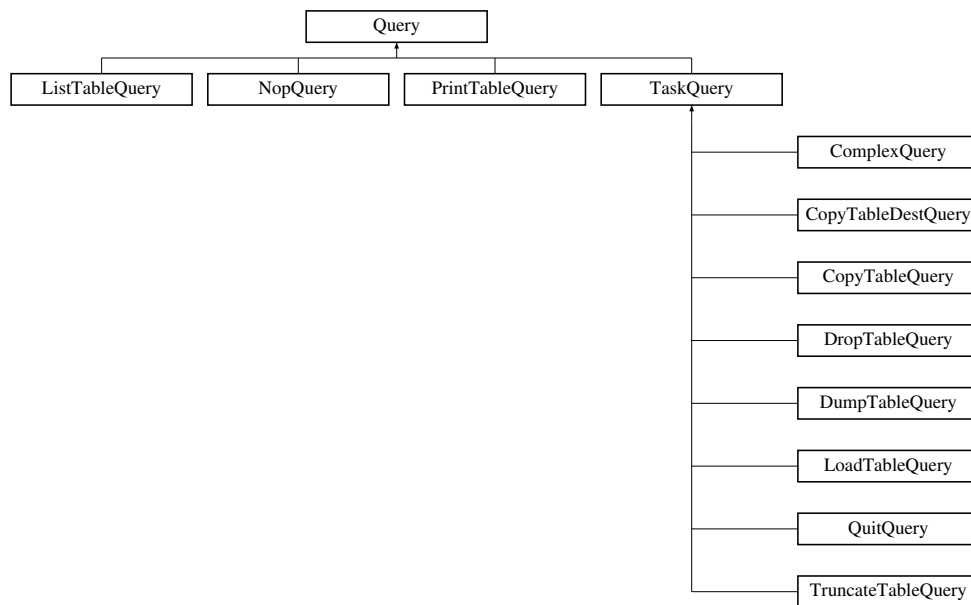 Query
ListTableQuery
NopQuery
PrintTableQuery
TaskQuery
ComplexQuery
CopyTableDestQuery
CopyTableQuery
DropTableQuery
DumpTableQuery
LoadTableQuery
QuitQuery
TruncateTableQuery